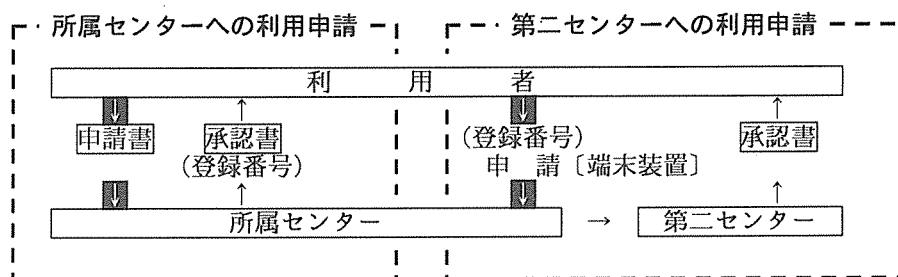 所属センターへの利用申請
第二センターへの利用申請
利用者
申請書
承認書
(登録番号)
(登録番号)
申請〔端末装置〕
承認書
所属センター
→
第二センター